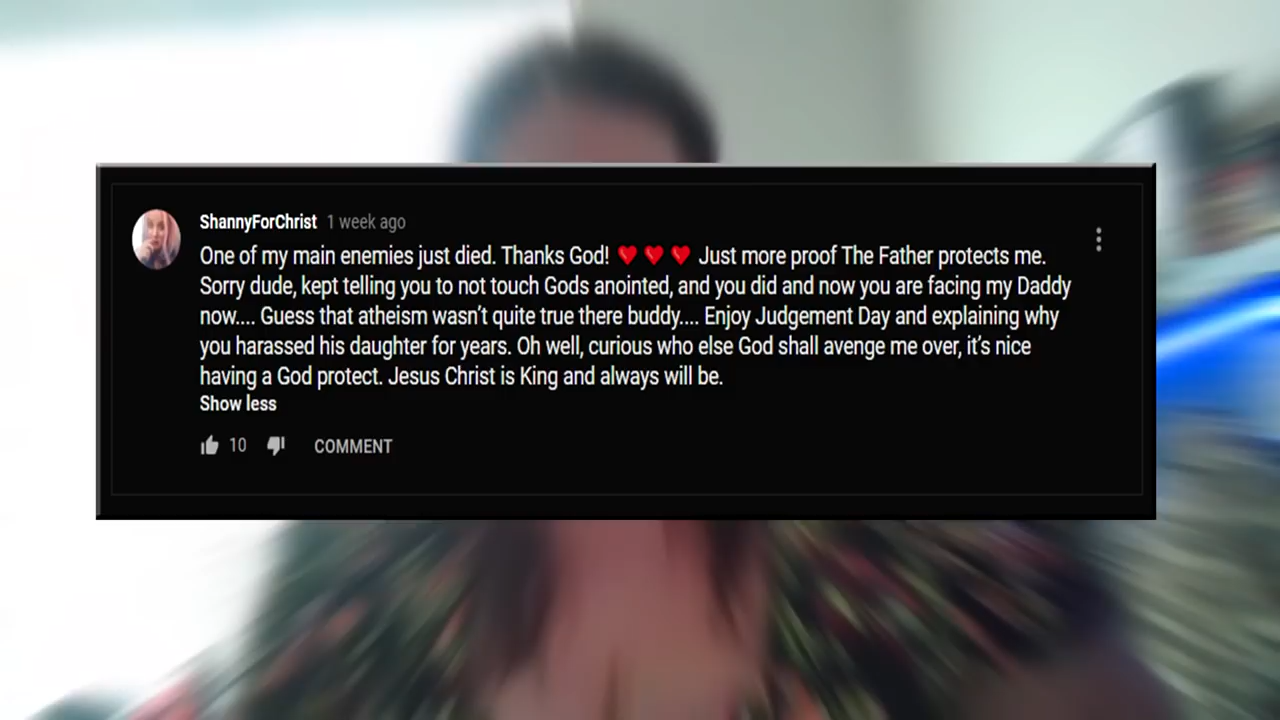 ShannyForChrist 1 week ago
One of my main enemies just died. Thanks God! ❤❤❤ Just more proof The Father protects me.
Sorry dude, kept telling you to not touch Gods anointed, and you did and now you are facing my Daddy
now.... Guess that atheism wasn't quite true there buddy.... Enjoy Judgement Day and explaining why
you harassed his daughter for years. Oh well, curious who else God shall avenge me over, it's nice
having a God protect. Jesus Christ is King and always will be.
Show less
10 COMMENT